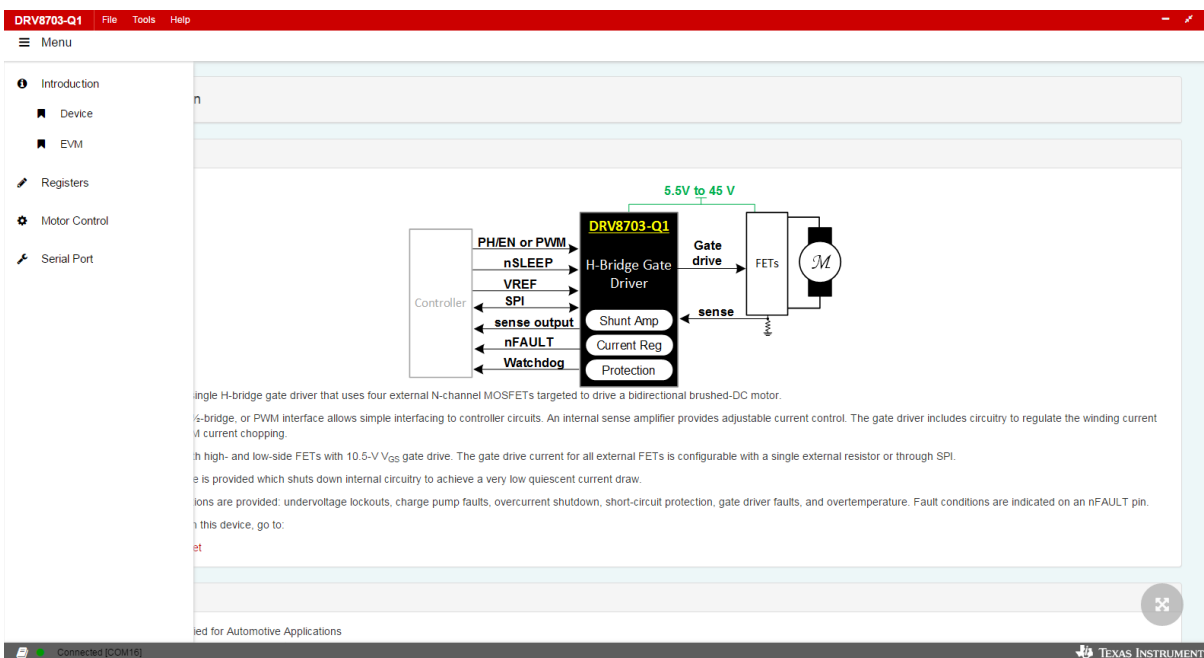 DRV8703-Q1 File Tools Help
Menu
Introduction
Device
EVM
Registers
Motor Control
Serial Port
n
5.5V to 45 V
DRV8703-Q1
H-Bridge Gate
Driver
Shunt Amp
Current Reg
Protection
Controller
PH/EN or PWM
nSLEEP
VREF
SPI
sense output
nFAULT
Watchdog
Gate
drive
sense
FETs
M
ingle H-bridge gate driver that uses four external N-channel MOSFETs targeted to drive a bidirectional brushed-DC motor.
½-bridge, or PWM interface allows simple interfacing to controller circuits. An internal sense amplifier provides adjustable current control. The gate driver includes circuitry to regulate the winding current
M current chopping.
h high- and low-side FETs with 10.5-V VGS gate drive. The gate drive current for all external FETs is configurable with a single external resistor or through SPI.
e is provided which shuts down internal circuitry to achieve a very low quiescent current draw.
ions are provided: undervoltage lockouts, charge pump faults, overcurrent shutdown, short-circuit protection, gate driver faults, and overtemperature. Fault conditions are indicated on an nFAULT pin.
n this device, go to:
et
ied for Automotive Applications
Connected [COM16]
TEXAS INSTRUMENT